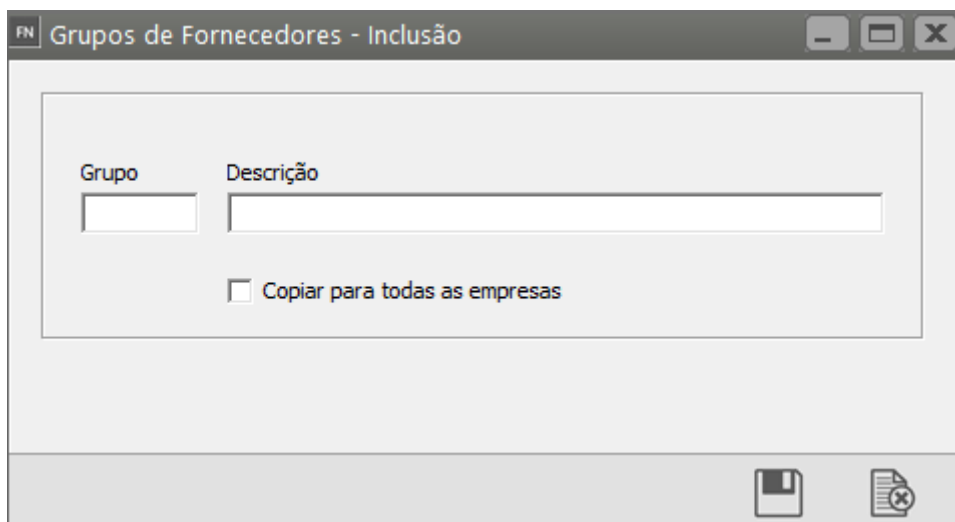 FN Grupos de Fornecedores - Inclusão
Grupo Descrição
Copiar para todas as empresas